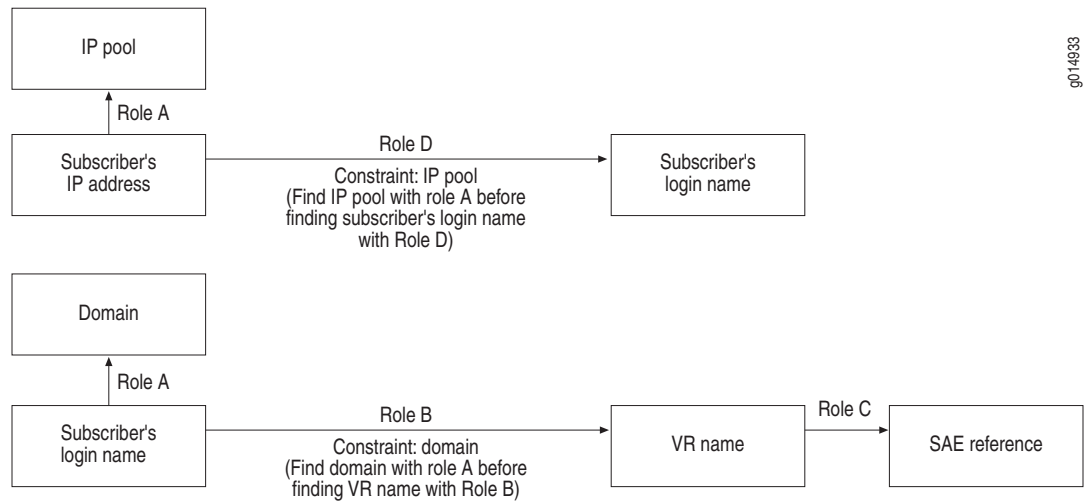 IP pool
g014933
Role A
Subscriber's
IP address
Role D
Constraint: IP pool
(Find IP pool with role A before
finding subscriber's login name
with Role D)
Subscriber's
login name
Domain
Role A
Subscriber's
login name
Role B
Constraint: domain
(Find domain with role A before
finding VR name with Role B)
VR name
Role C
SAE reference